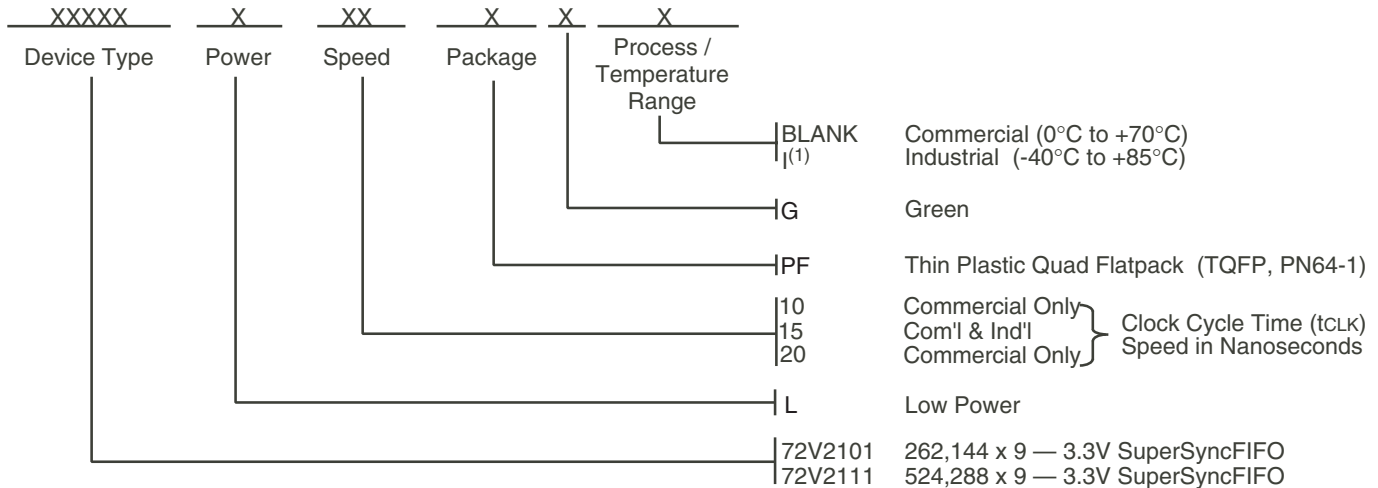 XXXXX X XX X X X
Device Type Power Speed Package Process /
Temperature
Range
BLANK Commercial (0°C to +70°C)
I(1) Industrial (-40°C to +85°C)
G Green
PF Thin Plastic Quad Flatpack (TQFP, PN64-1)
10 Commercial Only
15 Com'l & Ind'l
20 Commercial Only
Clock Cycle Time (tCLK)
Speed in Nanoseconds
L Low Power
72V2101 262,144 x 9 — 3.3V SuperSyncFIFO
72V2111 524,288 x 9 — 3.3V SuperSyncFIFO